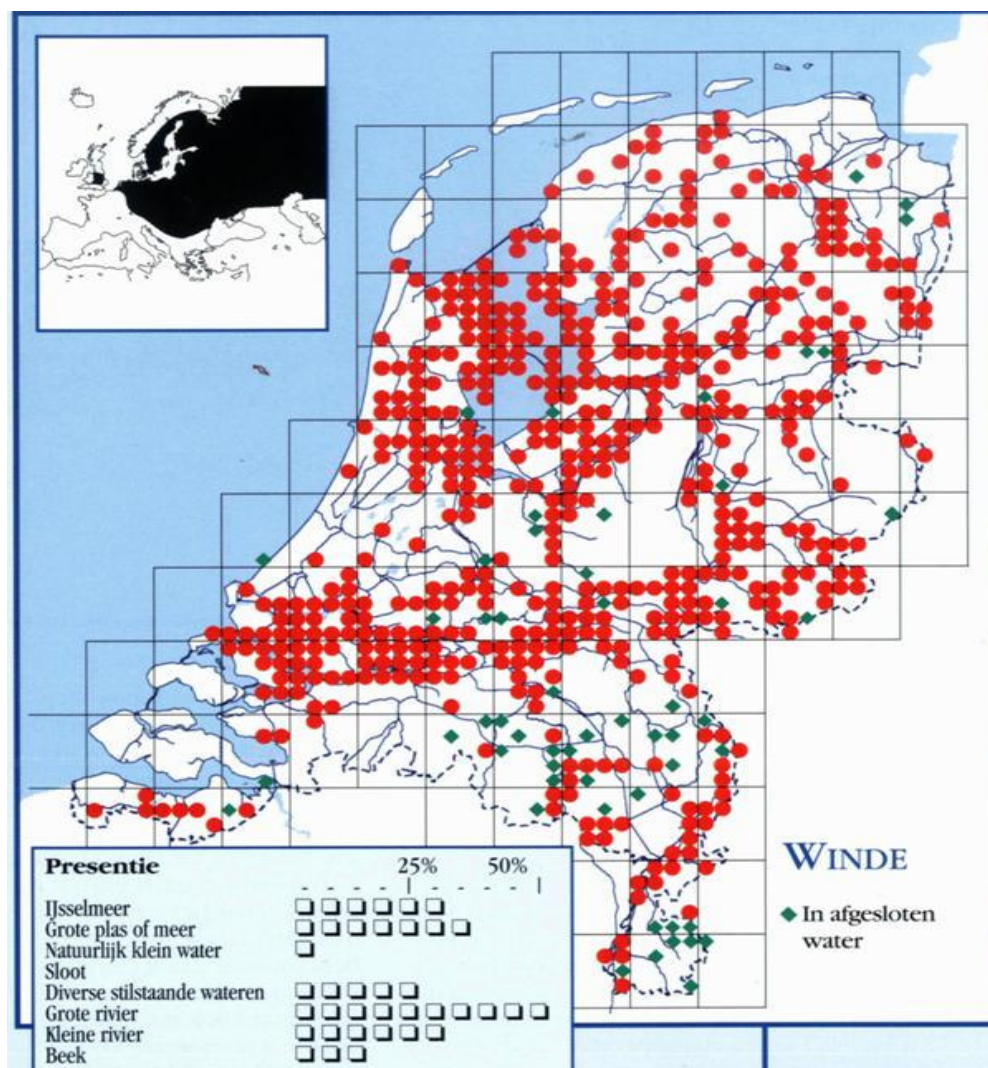 WINDE
In afgesloten
water
Presentie 25% 50%
IJsselmeer
Grote plas of meer
Natuurlijk klein water
Sloot
Diverse stilstaande wateren
Grote rivier
Kleine rivier
Beek